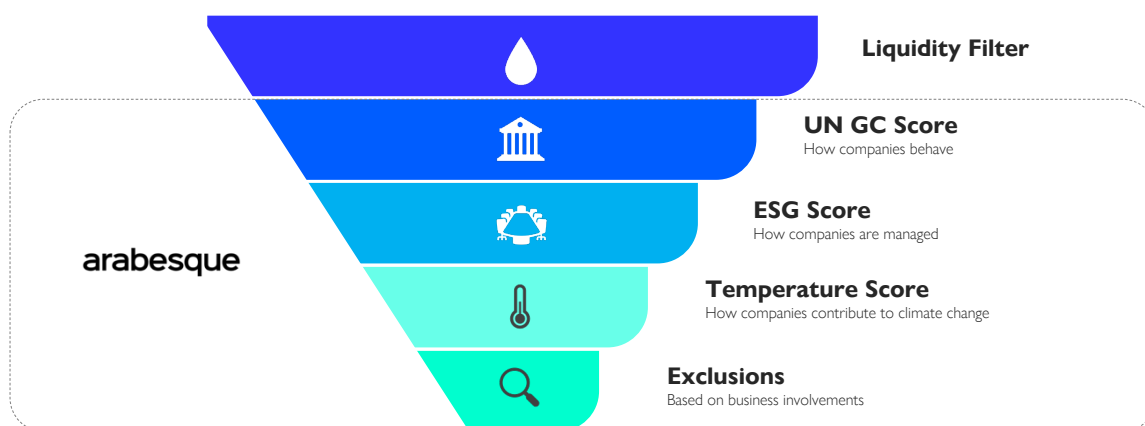 Liquidity Filter
UN GC Score
How companies behave
ESG Score
How companies are managed
arabesque
Temperature Score
How companies contribute to climate change
Exclusions
Based on business involvements